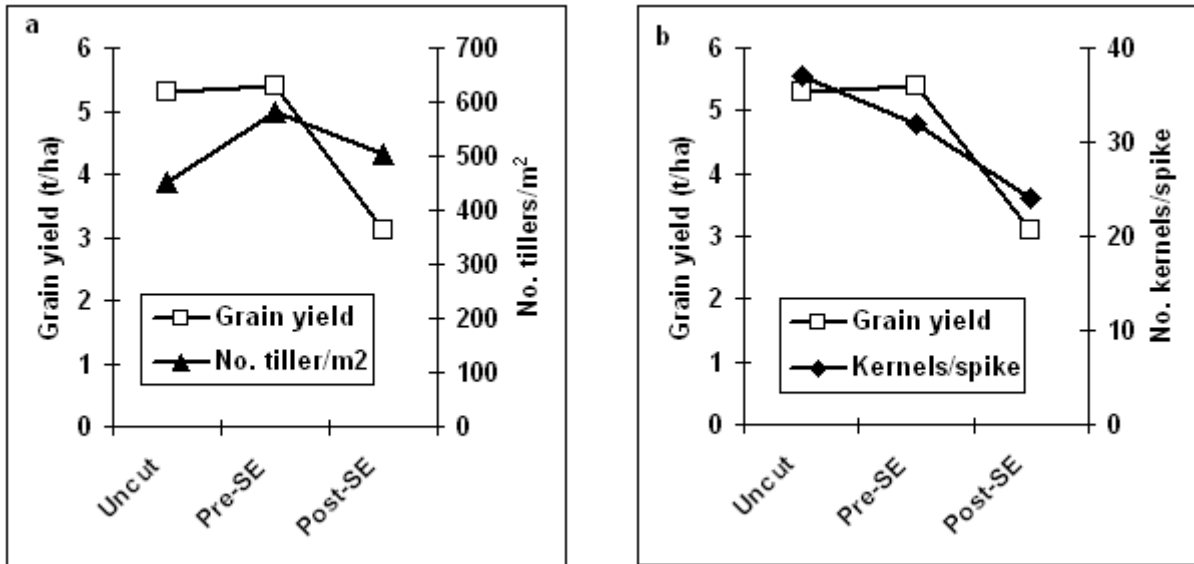 a
Grain yield (t/ha)
6
5
4
3
2
1
0
700
600
500
400
300
200
100
0
No. tillers/m²
Grain yield
No. tiller/m2
Uncut
Pre-SE
Post-SE
b
Grain yield (t/ha)
6
5
4
3
2
1
0
40
30
20
10
0
No. kernels/spike
Grain yield
Kernels/spike
Uncut
Pre-SE
Post-SE